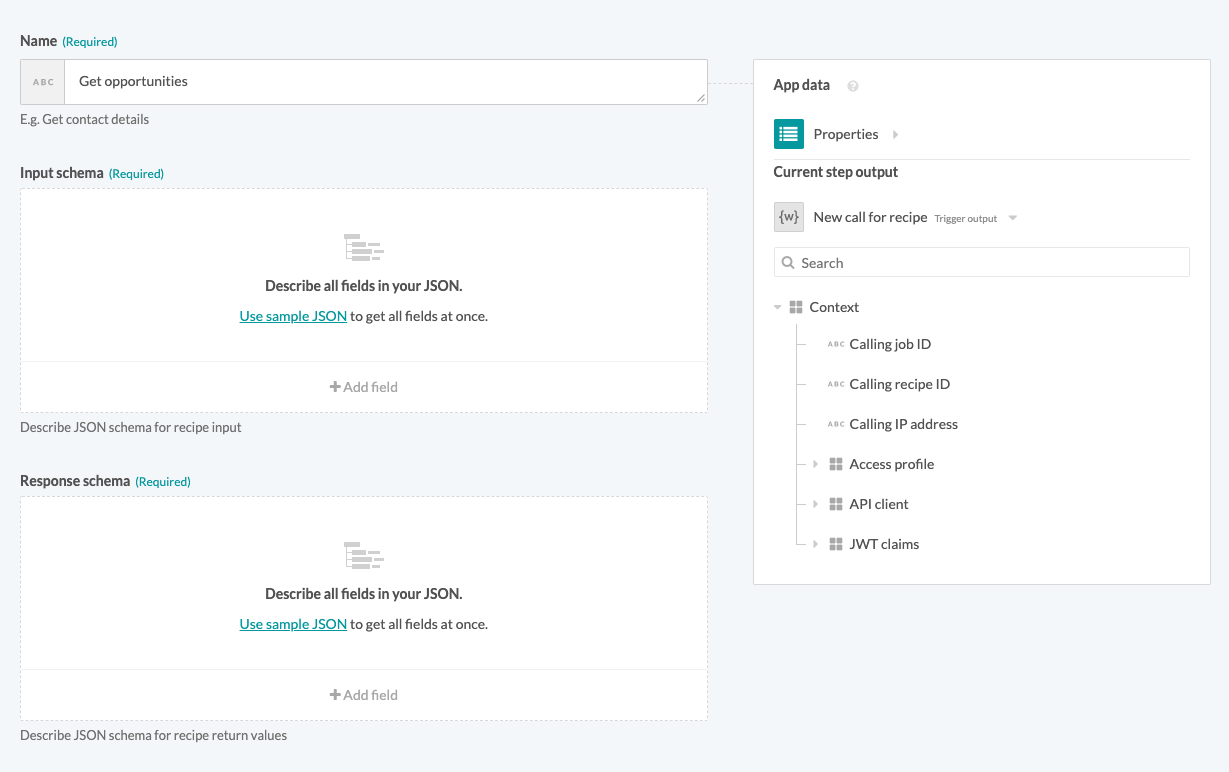 Name (Required)
ABC Get opportunities
E.g. Get contact details
Input schema (Required)
Describe all fields in your JSON.
Use sample JSON to get all fields at once.
Add field
Describe JSON schema for recipe input
Response schema (Required)
Describe all fields in your JSON.
Use sample JSON to get all fields at once.
Add field
Describe JSON schema for recipe return values
App data ?
Properties
Current step output
{w} New call for recipe Trigger output
Search
Context
ABC Calling job ID
ABC Calling recipe ID
ABC Calling IP address
Access profile
API client
JWT claims